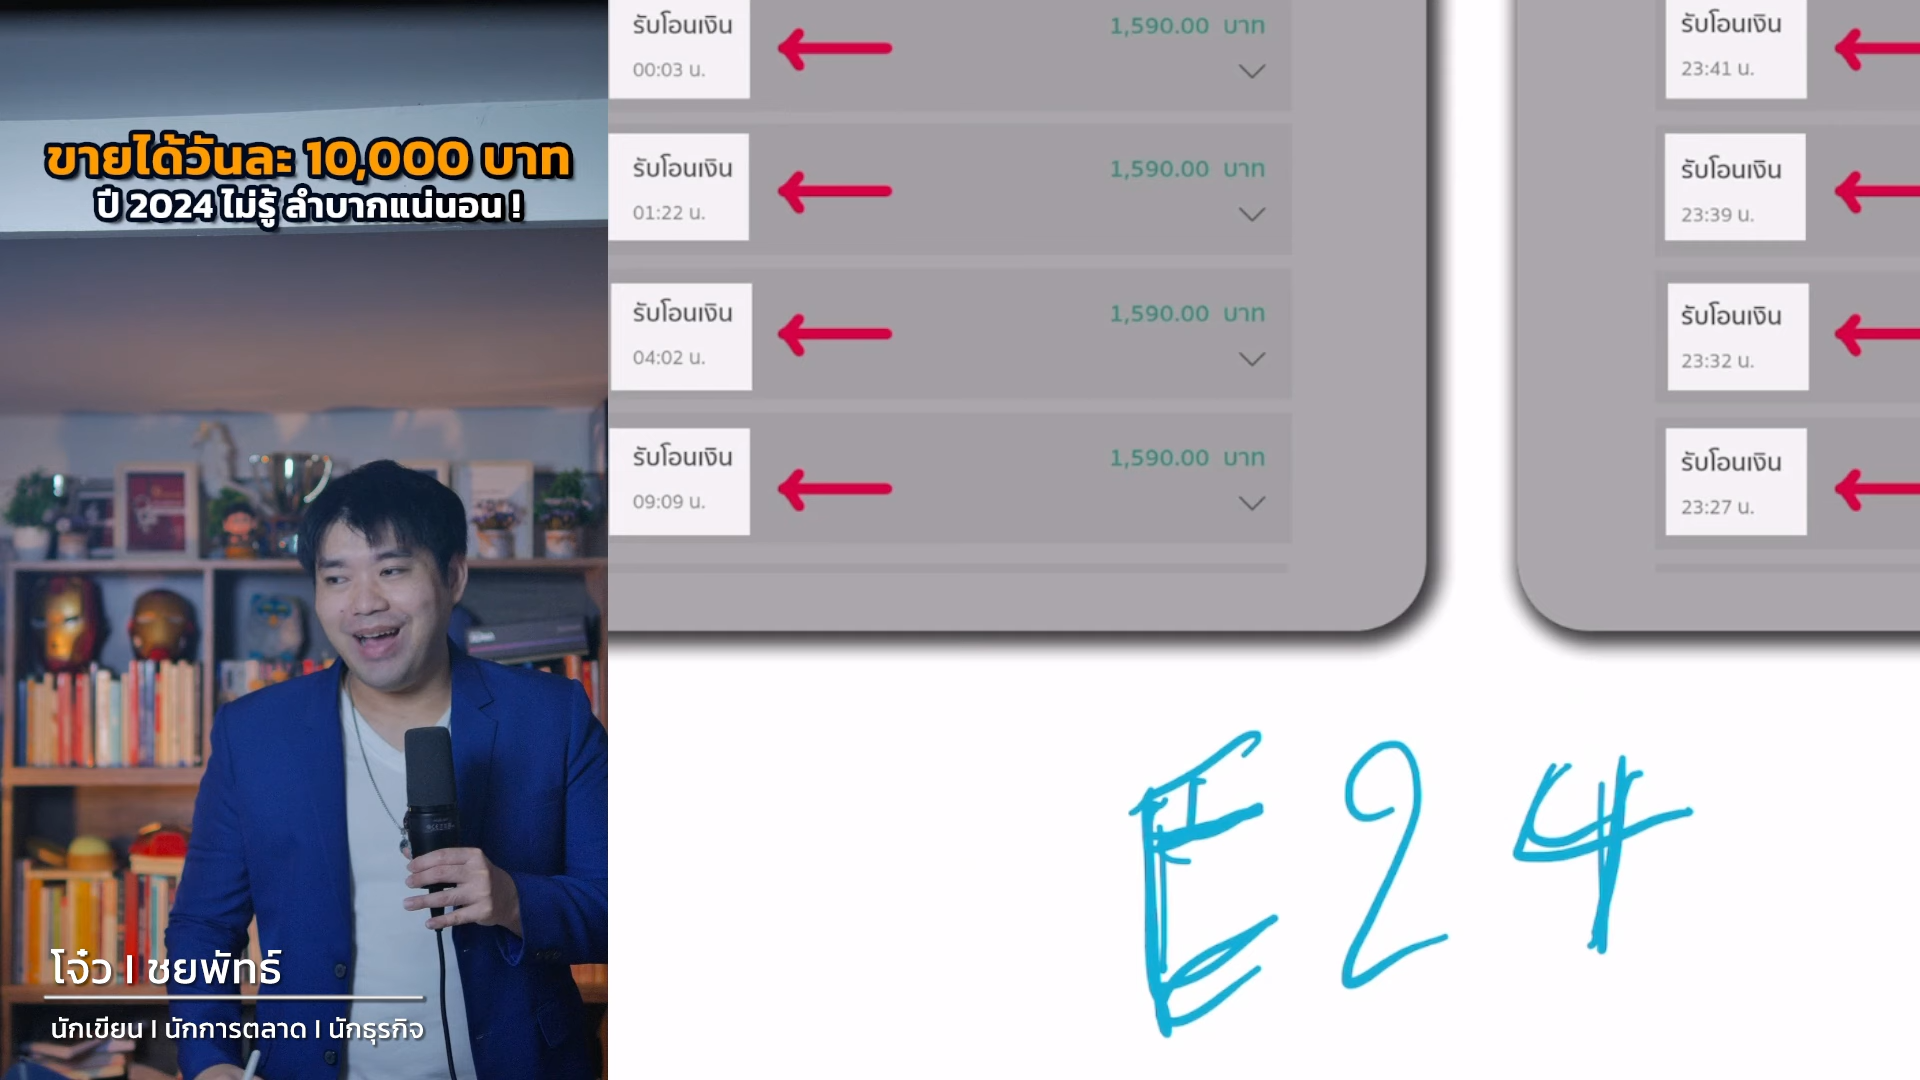 ขายได้วันละ 10,000 บาท
ปี 2024 ไม่รู้ ลำบากแน่นอน !
โจ๋ว I ชยพัทธ์
นักเขียน I นักการตลาด I นักธุรกิจ
รับโอนเงิน 1,590.00 บาท
00:03 น.
รับโอนเงิน 1,590.00 บาท
01:22 น.
รับโอนเงิน 1,590.00 บาท
04:02 น.
รับโอนเงิน 1,590.00 บาท
09:09 น.
รับโอนเงิน
23:41 น.
รับโอนเงิน
23:39 น.
รับโอนเงิน
23:32 น.
รับโอนเงิน
23:27 น.
E 2 4